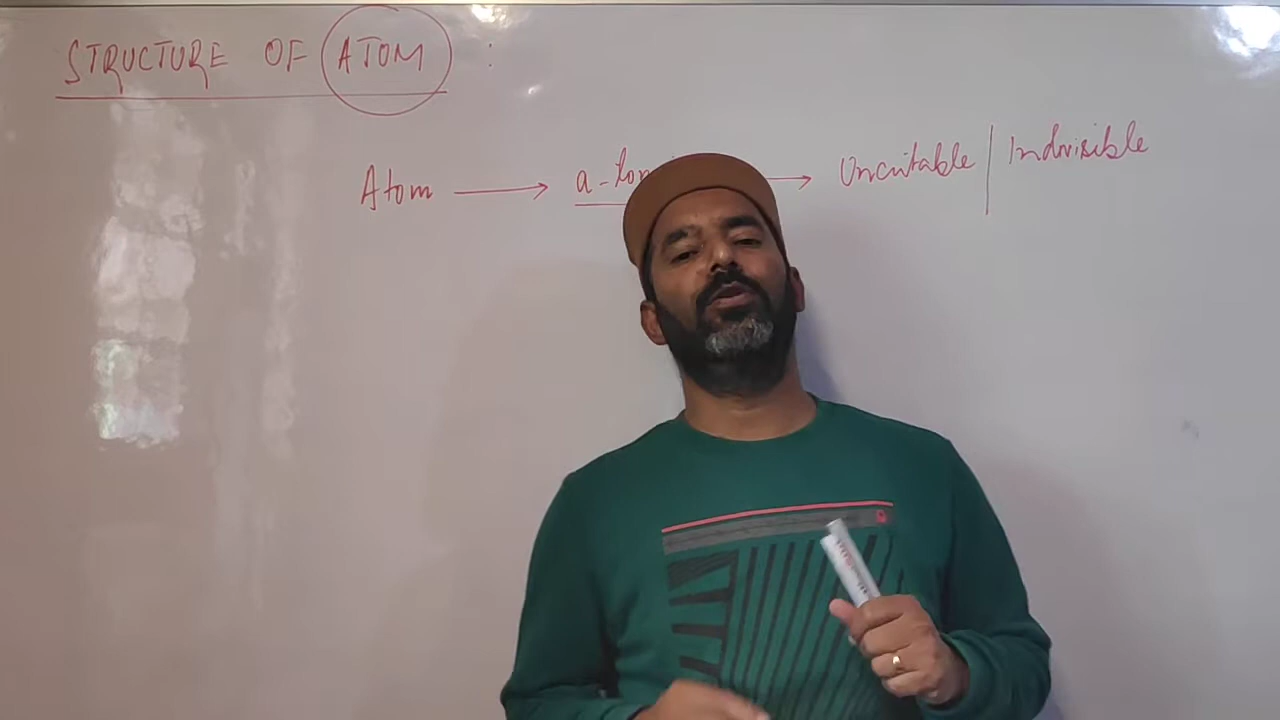 STRUCTURE OF ATOM :
Atom → → Uncutable | Indivisible